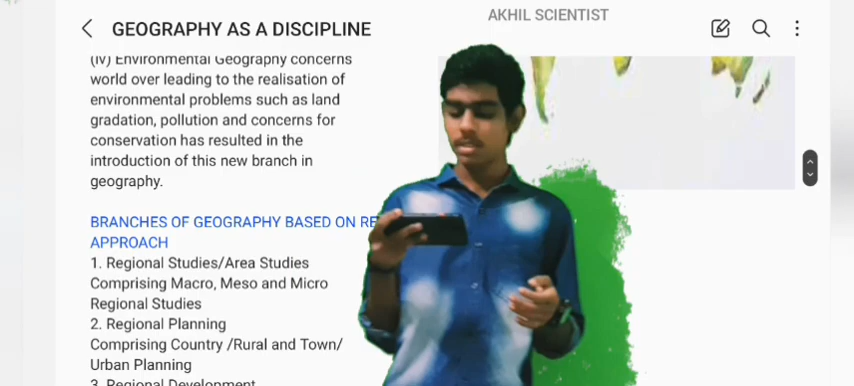 AKHIL SCIENTIST
GEOGRAPHY AS A DISCIPLINE
(iv) Environmental Geography concerns
world over leading to the realisation of
environmental problems such as land
gradation, pollution and concerns for
conservation has resulted in the
introduction of this new branch in
geography.
BRANCHES OF GEOGRAPHY BASED ON RE
APPROACH
1. Regional Studies/Area Studies
Comprising Macro, Meso and Micro
Regional Studies
2. Regional Planning
Comprising Country /Rural and Town/
Urban Planning
3. Regional Development